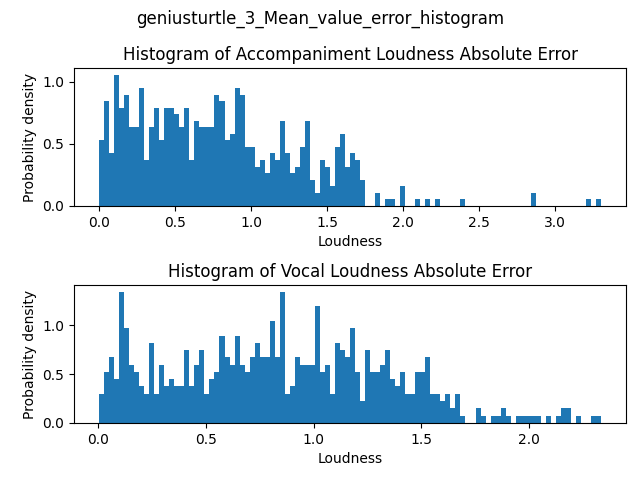 geniusturtle_3_Mean_value_error_histogram
Histogram of Accompaniment Loudness Absolute Error
Probability density
1.0
0.5
0.0
0.0 0.5 1.0 1.5 2.0 2.5 3.0
Loudness
Histogram of Vocal Loudness Absolute Error
Probability density
1.0
0.5
0.0
0.0 0.5 1.0 1.5 2.0
Loudness